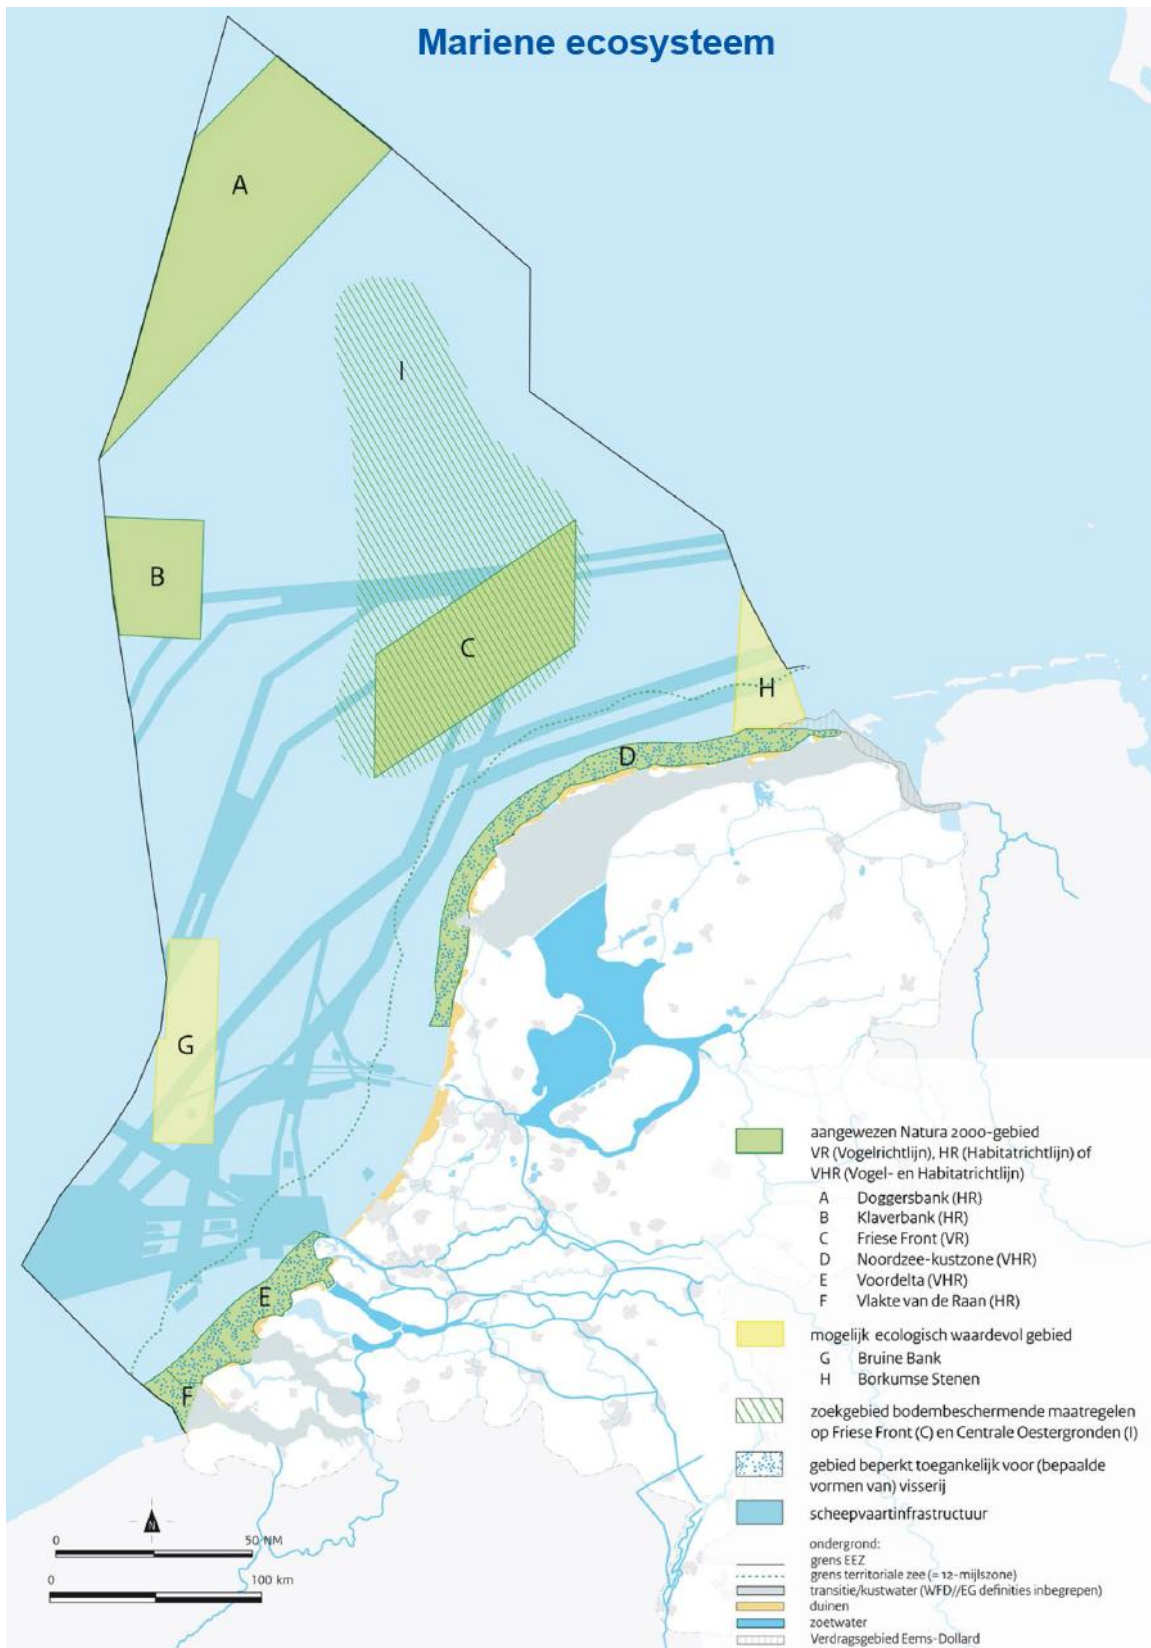 Mariene ecosysteem
A
I
B
C
H
D
G
E
F
aangewezen Natura 2000-gebied
VR (Vogelrichtlijn), HR (Habitatrichtlijn) of
VHR (Vogel- en Habitatrichtlijn)
A Doggersbank (HR)
B Klaverbank (HR)
C Friese Front (VR)
D Noordzee-kustzone (VHR)
E Voordelta (VHR)
F Vlakte van de Raan (HR)
mogelijk ecologisch waardevol gebied
G Bruine Bank
H Borkumse Stenen
zoekgebied bodembeschermende maatregelen
op Friese Front (C) en Centrale Oestergronden (I)
gebied beperkt toegankelijk voor (bepaalde
vormen van) visserij
scheepvaartinfrastructuur
ondergrond:
grens EEZ
grens territoriale zee (= 12-mijlszone)
transitie/kustwater (WFD//EG definities inbegrepen)
duinen
zoetwater
Verdragsgebied Eems-Dollard
N
0 50 NM
0 100 km